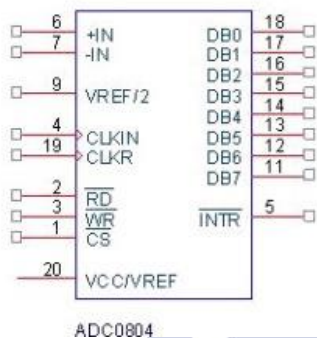 6 +IN DB0 18
7 -IN DB1 17
DB2 16
9 VREF/2 DB3 15
DB4 14
4 CLKIN DB5 13
19 CLKR DB6 12
DB7 11
2 RD
3 WR INTR 5
1 CS
20 VCC/VREF
ADC0804